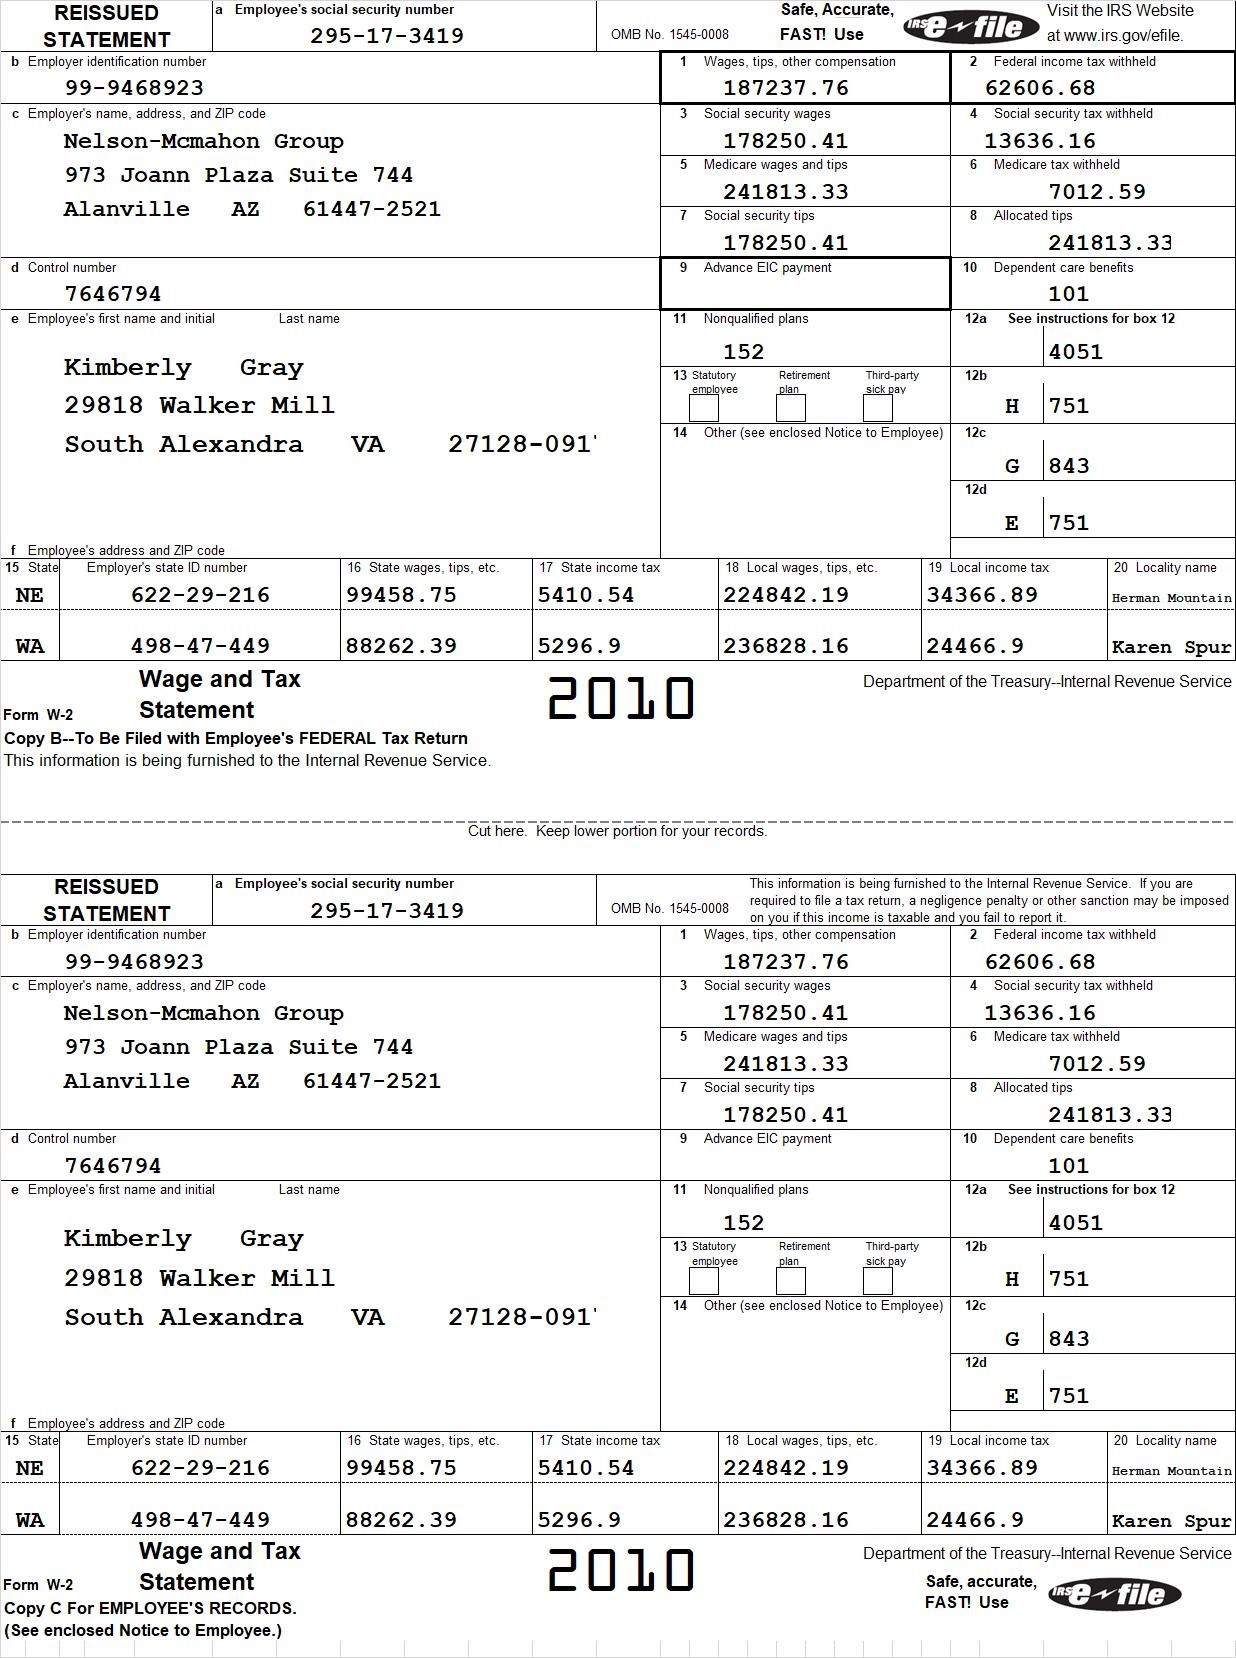 REISSUED STATEMENT
a Employee's social security number
295-17-3419
OMB No. 1545-0008
Safe, Accurate, FAST! Use
IRS e-file
Visit the IRS Website at www.irs.gov/efile.
b Employer identification number
99-9468923
1 Wages, tips, other compensation
187237.76
2 Federal income tax withheld
62606.68
c Employer's name, address, and ZIP code
Nelson-Mcmahon Group
973 Joann Plaza Suite 744
Alanville AZ 61447-2521
3 Social security wages
178250.41
4 Social security tax withheld
13636.16
5 Medicare wages and tips
241813.33
6 Medicare tax withheld
7012.59
7 Social security tips
178250.41
8 Allocated tips
241813.33
d Control number
7646794
9 Advance EIC payment
10 Dependent care benefits
101
e Employee's first name and initial Last name
Kimberly Gray
29818 Walker Mill
South Alexandra VA 27128-091
11 Nonqualified plans
152
12a See instructions for box 12
4051
13 Statutory employee
Retirement plan
Third-party sick pay
12b
H 751
14 Other (see enclosed Notice to Employee)
12c
G 843
12d
E 751
f Employee's address and ZIP code
15 State Employer's state ID number 16 State wages, tips, etc. 17 State income tax 18 Local wages, tips, etc. 19 Local income tax 20 Locality name
NE 622-29-216 99458.75 5410.54 224842.19 34366.89 Herman Mountain
WA 498-47-449 88262.39 5296.9 236828.16 24466.9 Karen Spur
Form W-2
Wage and Tax Statement
2010
Department of the Treasury--Internal Revenue Service
Copy B--To Be Filed with Employee's FEDERAL Tax Return
This information is being furnished to the Internal Revenue Service.
Cut here. Keep lower portion for your records.
REISSUED STATEMENT
a Employee's social security number
295-17-3419
OMB No. 1545-0008
This information is being furnished to the Internal Revenue Service. If you are
required to file a tax return, a negligence penalty or other sanction may be imposed
on you if this income is taxable and you fail to report it.
b Employer identification number
99-9468923
1 Wages, tips, other compensation
187237.76
2 Federal income tax withheld
62606.68
c Employer's name, address, and ZIP code
Nelson-Mcmahon Group
973 Joann Plaza Suite 744
Alanville AZ 61447-2521
3 Social security wages
178250.41
4 Social security tax withheld
13636.16
5 Medicare wages and tips
241813.33
6 Medicare tax withheld
7012.59
7 Social security tips
178250.41
8 Allocated tips
241813.33
d Control number
7646794
9 Advance EIC payment
10 Dependent care benefits
101
e Employee's first name and initial Last name
Kimberly Gray
29818 Walker Mill
South Alexandra VA 27128-091
11 Nonqualified plans
152
12a See instructions for box 12
4051
13 Statutory employee
Retirement plan
Third-party sick pay
12b
H 751
14 Other (see enclosed Notice to Employee)
12c
G 843
12d
E 751
f Employee's address and ZIP code
15 State Employer's state ID number 16 State wages, tips, etc. 17 State income tax 18 Local wages, tips, etc. 19 Local income tax 20 Locality name
NE 622-29-216 99458.75 5410.54 224842.19 34366.89 Herman Mountain
WA 498-47-449 88262.39 5296.9 236828.16 24466.9 Karen Spur
Form W-2
Wage and Tax Statement
2010
Department of the Treasury--Internal Revenue Service
Safe, accurate, FAST! Use
IRS e-file
Copy C For EMPLOYEE'S RECORDS.
(See enclosed Notice to Employee.)